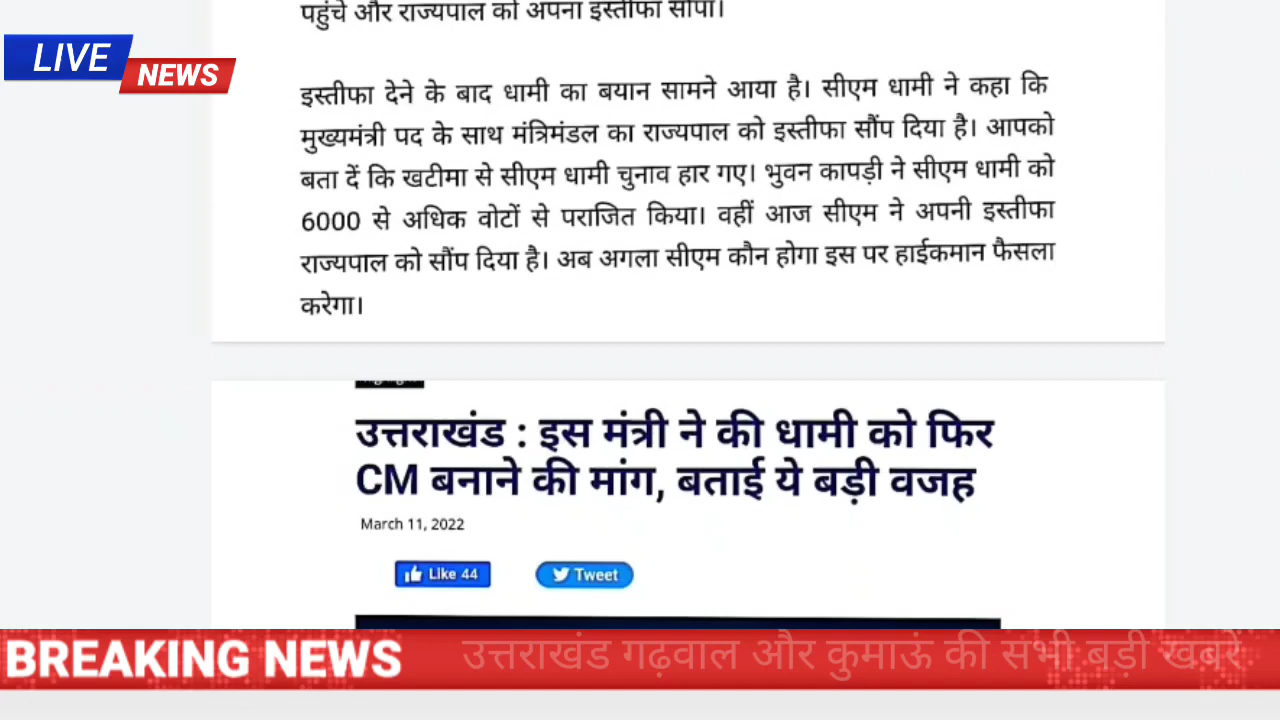 पहुंचे और राज्यपाल को अपना इस्तीफा सौंपा।
LIVE
NEWS
इस्तीफा देने के बाद धामी का बयान सामने आया है। सीएम धामी ने कहा कि
मुख्यमंत्री पद के साथ मंत्रिमंडल का राज्यपाल को इस्तीफा सौंप दिया है। आपको
बता दें कि खटीमा से सीएम धामी चुनाव हार गए। भुवन कापड़ी ने सीएम धामी को
6000 से अधिक वोटों से पराजित किया। वहीं आज सीएम ने अपनी इस्तीफा
राज्यपाल को सौंप दिया है। अब अगला सीएम कौन होगा इस पर हाईकमान फैसला
करेगा।
उत्तराखंड : इस मंत्री ने की धामी को फिर
CM बनाने की मांग, बताई ये बड़ी वजह
March 11, 2022
Like 44
Tweet
BREAKING NEWS
उत्तराखंड गढ़वाल और कुमाऊं की सभी बड़ी खबरें